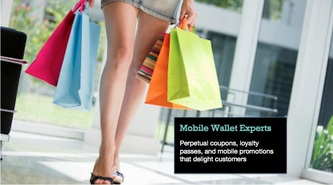 Mobile Wallet Experts
Perpetual coupons, loyalty
passes, and mobile promotions
that delight customers